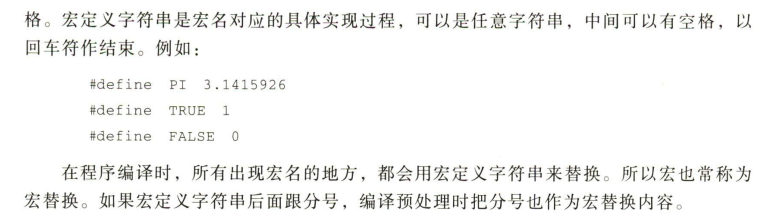 格。宏定义字符串是宏名对应的具体实现过程，可以是任意字符串，中间可以有空格，以
回车符作结束。例如：
#define PI 3.1415926
#define TRUE 1
#define FALSE 0
在程序编译时，所有出现宏名的地方，都会用宏定义字符串来替换。所以宏也常称为
宏替换。如果宏定义字符串后面跟分号，编译预处理时把分号也作为宏替换内容。